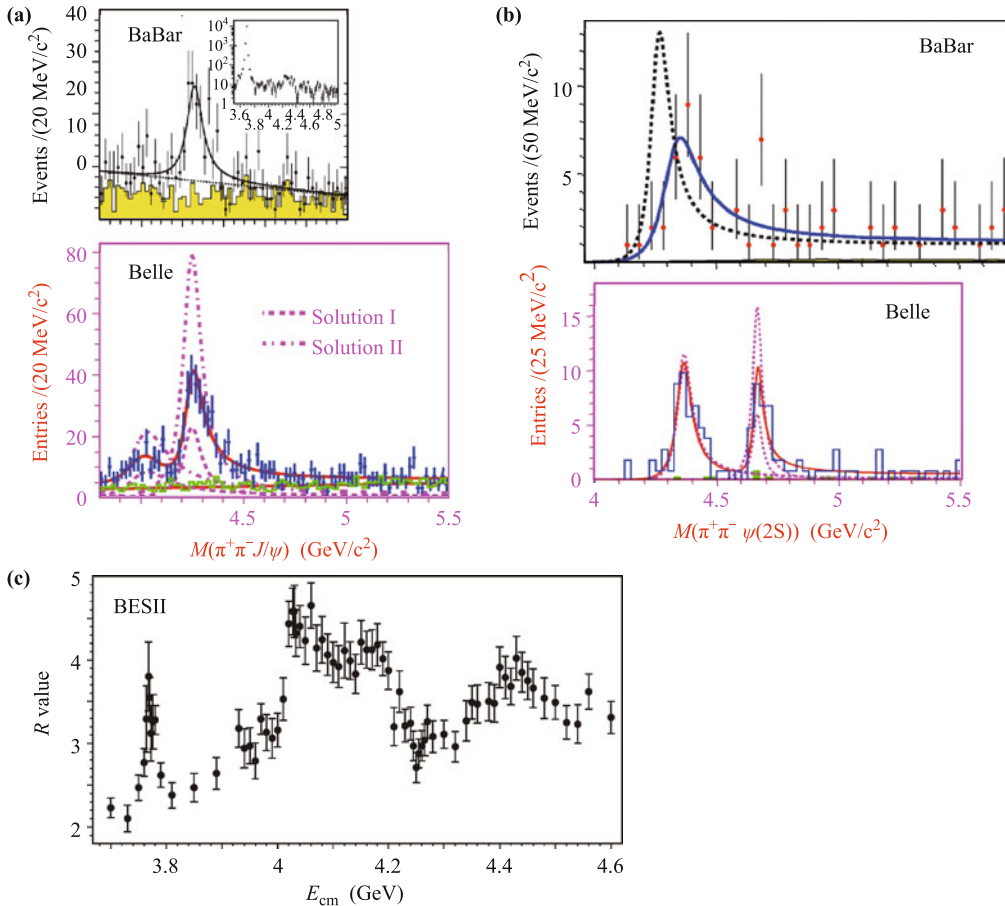 (a)
BaBar
Events /(20 MeV/c²)
40
30
20
10
0
10⁴
10³
10²
10
1
3.6 4 4.2 4.4 4.8
3.8 4.2 4.6 5
Belle
Entries /(20 MeV/c²)
80
60
40
20
0
Solution I
Solution II
4.5 5 5.5
M(π⁺π⁻J/ψ) (GeV/c²)
(b)
BaBar
Events /(50 MeV/c²)
10
5
4
Belle
Entries /(25 MeV/c²)
15
10
5
0
4 4.5 5 5.5
M(π⁺π⁻ ψ(2S)) (GeV/c²)
(c)
BESII
R value
5
4
3
2
3.8 4 4.2 4.4 4.6
E_cm (GeV)